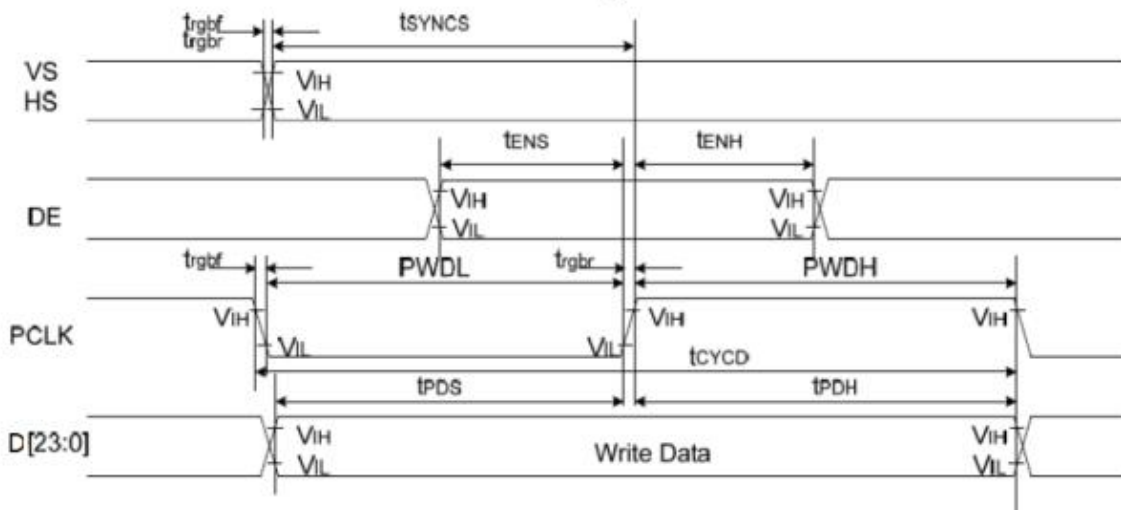 trgbf
trgbr
tSYNCS
VS
HS
VIH
VIL
tENS
tENH
DE
VIH
VIL
VIH
VIL
trgbf
PWDL
trgbr
PWDH
PCLK
VIH
VIL
VIL
VIH
VIH
tCYCD
tPDS
tPDH
D[23:0]
VIH
VIL
Write Data
VIH
VIL